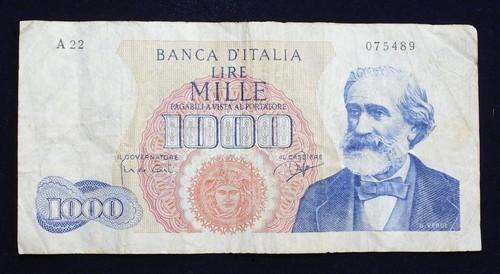 A 22
075489
BANCA D'ITALIA
LIRE
MILLE
PAGABILI A VISTA AL PORTATORE
1000
IL GOVERNATORE
IL CASSIERE
1000
G. VERDI